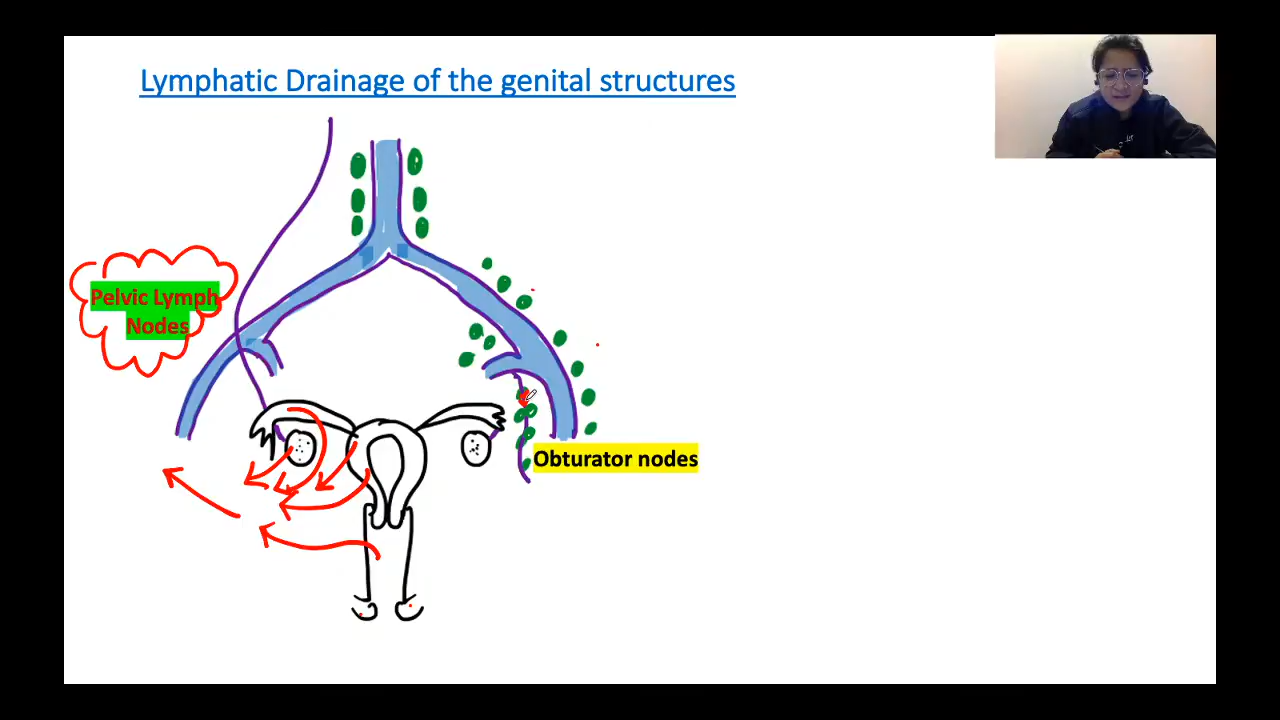 Lymphatic Drainage of the genital structures
Pelvic Lymph
Nodes
Obturator nodes